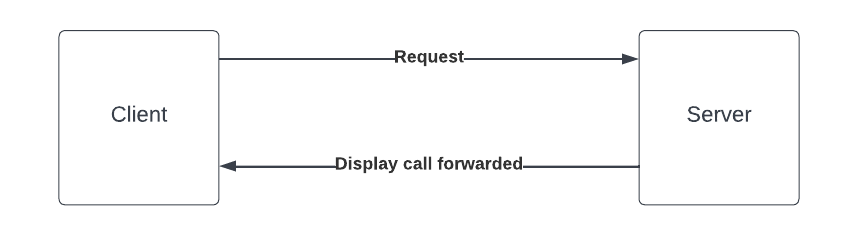 Request
Client
Server
Display call forwarded